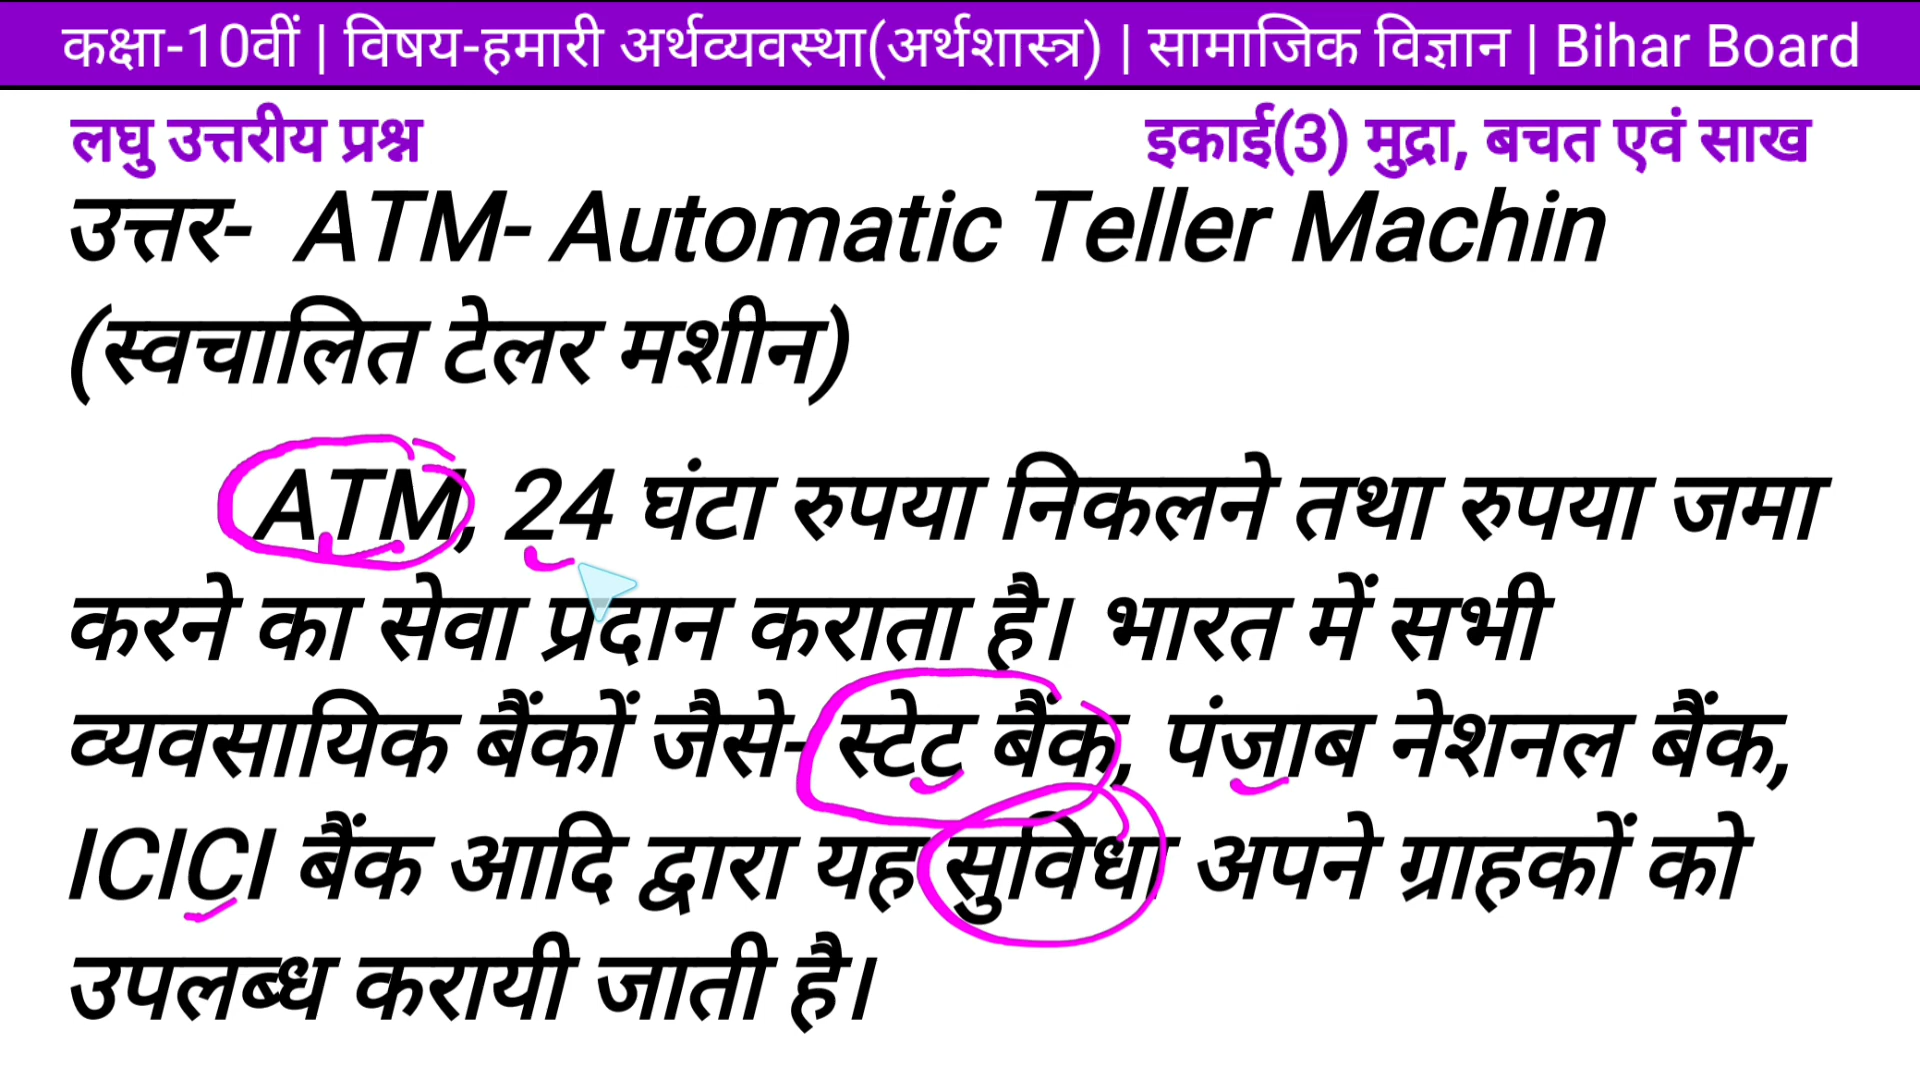 कक्षा-10वीं | विषय-हमारी अर्थव्यवस्था(अर्थशास्त्र) | सामाजिक विज्ञान | Bihar Board
लघु उत्तरीय प्रश्न इकाई(3) मुद्रा, बचत एवं साख
उत्तर- ATM- Automatic Teller Machin
(स्वचालित टेलर मशीन)
ATM, 24 घंटा रुपया निकलने तथा रुपया जमा
करने का सेवा प्रदान कराता है। भारत में सभी
व्यवसायिक बैंकों जैसे- स्टेट बैंक, पंजाब नेशनल बैंक,
ICICI बैंक आदि द्वारा यह सुविधा अपने ग्राहकों को
उपलब्ध करायी जाती है।